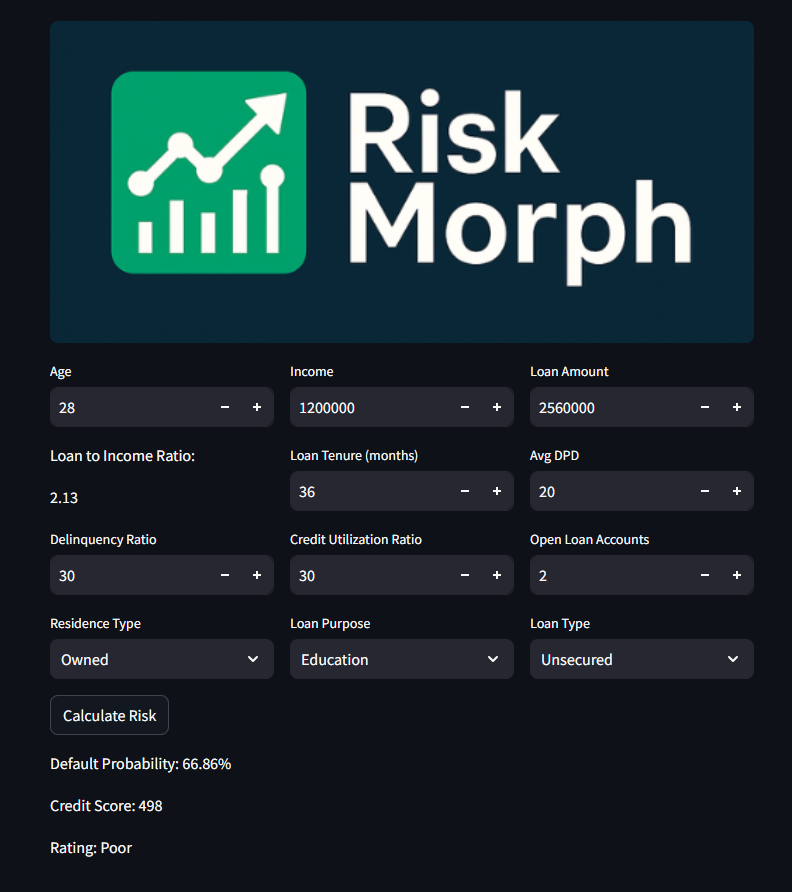 Risk
Morph
Age Income Loan Amount
28 − + 1200000 − + 2560000 − +
Loan to Income Ratio: Loan Tenure (months) Avg DPD
2.13 36 − + 20 − +
Delinquency Ratio Credit Utilization Ratio Open Loan Accounts
30 − + 30 − + 2 − +
Residence Type Loan Purpose Loan Type
Owned Education Unsecured
Calculate Risk
Default Probability: 66.86%
Credit Score: 498
Rating: Poor